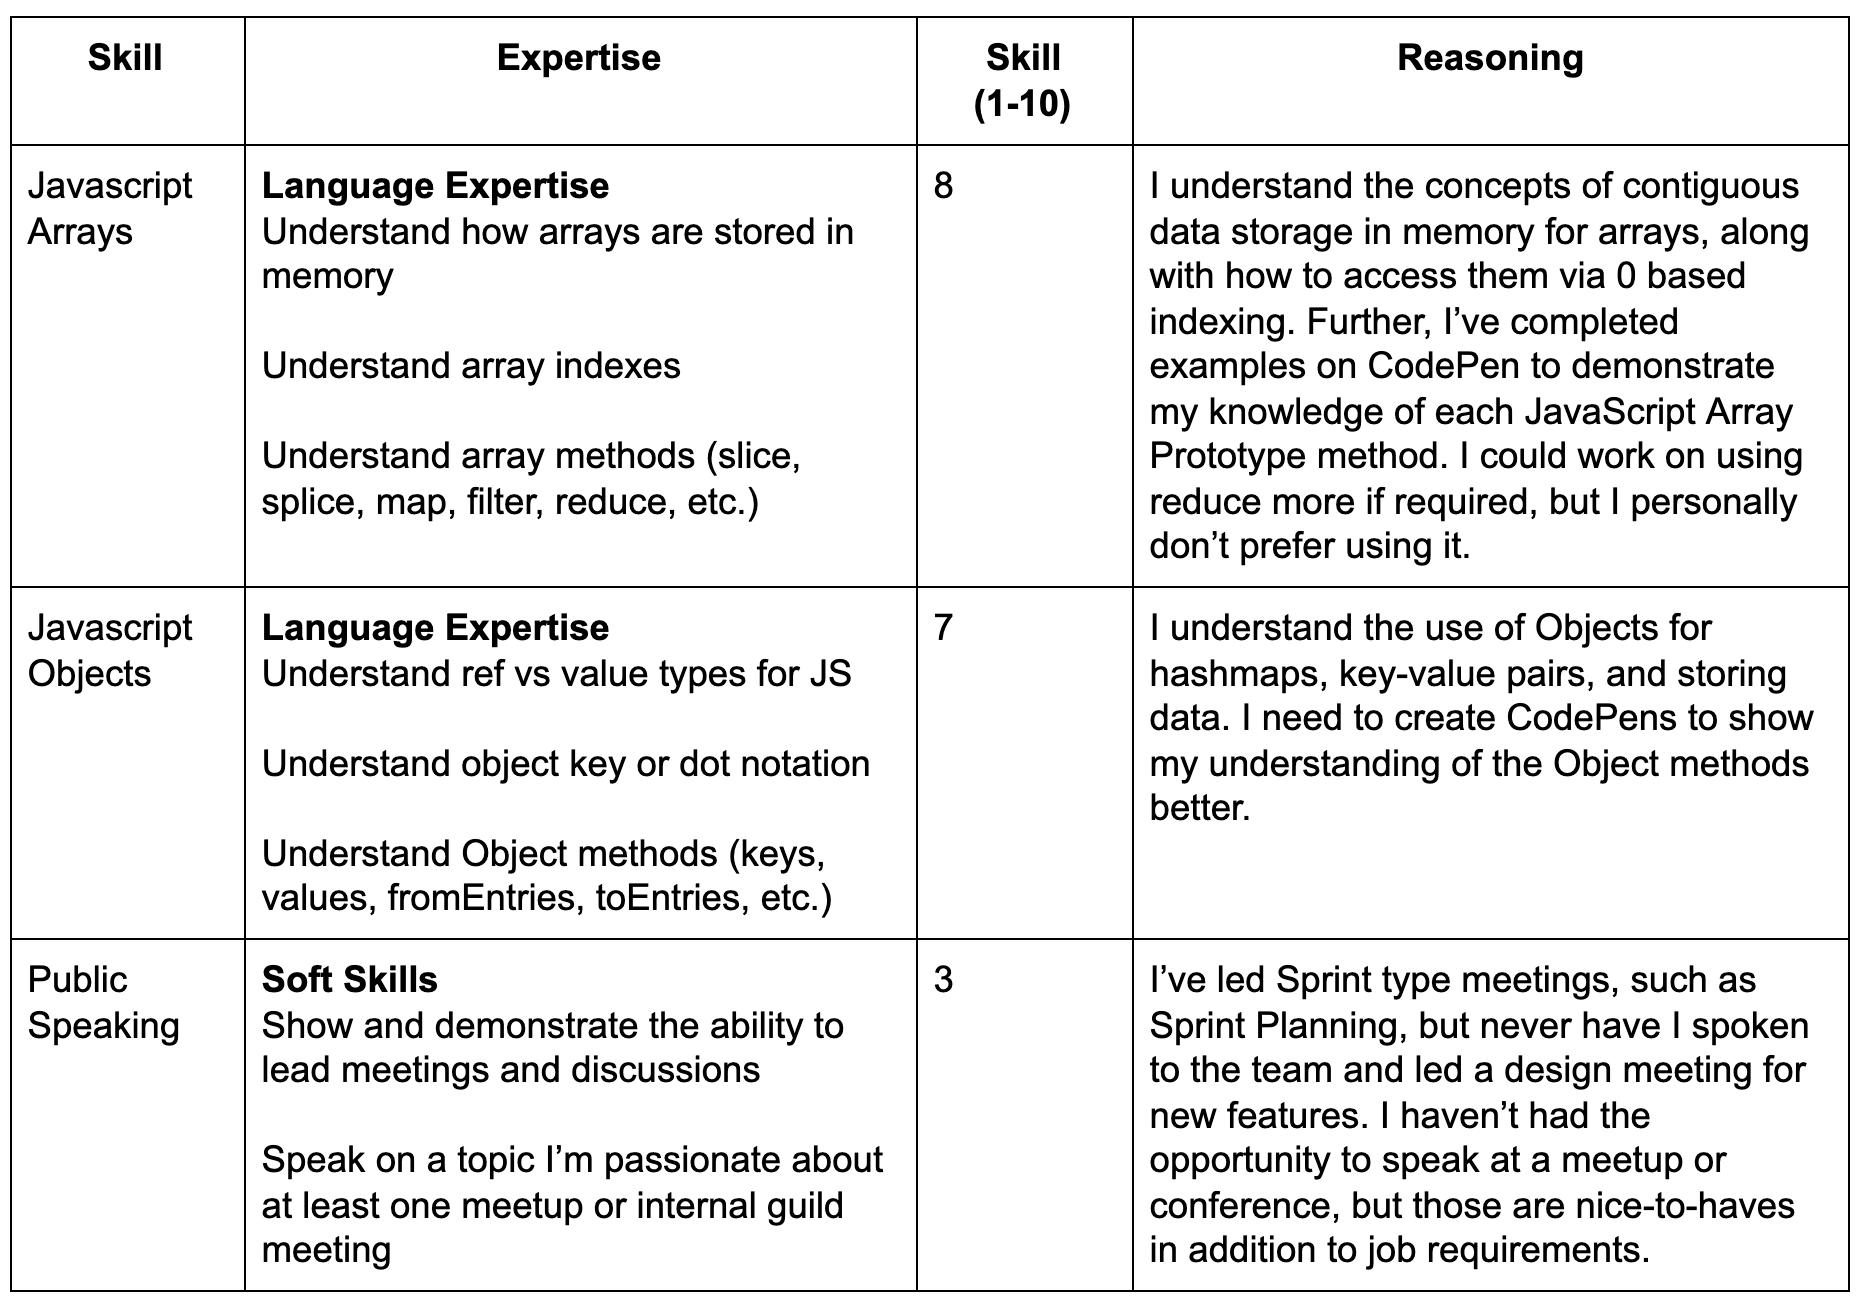 Skill
Expertise
Skill
(1-10)
Reasoning
Javascript
Arrays
Language Expertise
Understand how arrays are stored in
memory
Understand array indexes
Understand array methods (slice,
splice, map, filter, reduce, etc.)
8
I understand the concepts of contiguous
data storage in memory for arrays, along
with how to access them via 0 based
indexing. Further, I’ve completed
examples on CodePen to demonstrate
my knowledge of each JavaScript Array
Prototype method. I could work on using
reduce more if required, but I personally
don’t prefer using it.
Javascript
Objects
Language Expertise
Understand ref vs value types for JS
Understand object key or dot notation
Understand Object methods (keys,
values, fromEntries, toEntries, etc.)
7
I understand the use of Objects for
hashmaps, key-value pairs, and storing
data. I need to create CodePens to show
my understanding of the Object methods
better.
Public
Speaking
Soft Skills
Show and demonstrate the ability to
lead meetings and discussions
Speak on a topic I’m passionate about
at least one meetup or internal guild
meeting
3
I’ve led Sprint type meetings, such as
Sprint Planning, but never have I spoken
to the team and led a design meeting for
new features. I haven’t had the
opportunity to speak at a meetup or
conference, but those are nice-to-haves
in addition to job requirements.